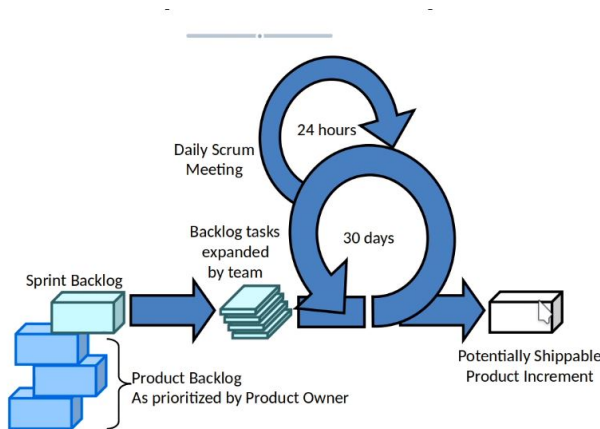 24 hours
Daily Scrum
Meeting
Backlog tasks
expanded
by team
30 days
Sprint Backlog
Potentially Shippable
Product Increment
Product Backlog
As prioritized by Product Owner